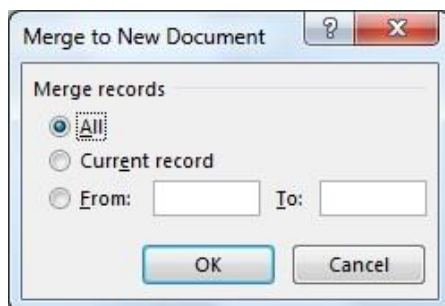 Merge to New Document ?
Merge records
All
Current record
From: To:
OK Cancel